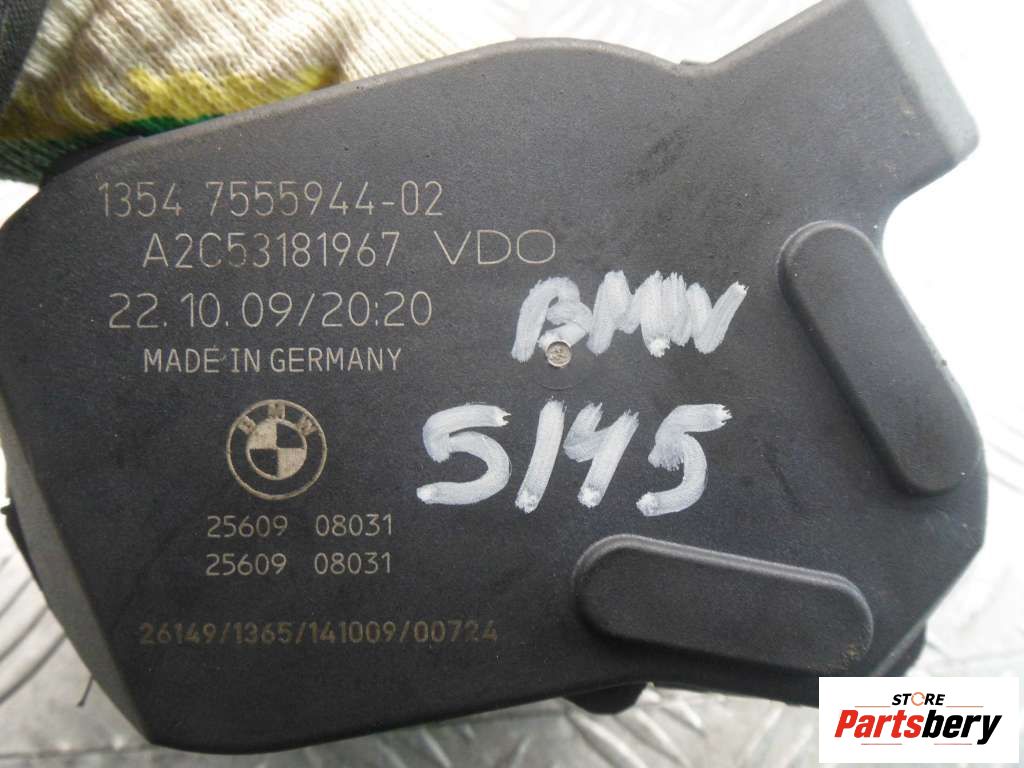 1354 7555944-02
A2C53181967 VDO
22.10.09/20:20
MADE IN GERMANY
BMW
BMW
5145
25609 08031
25609 08031
26149/1365/141009/00724
STORE
Partsbery